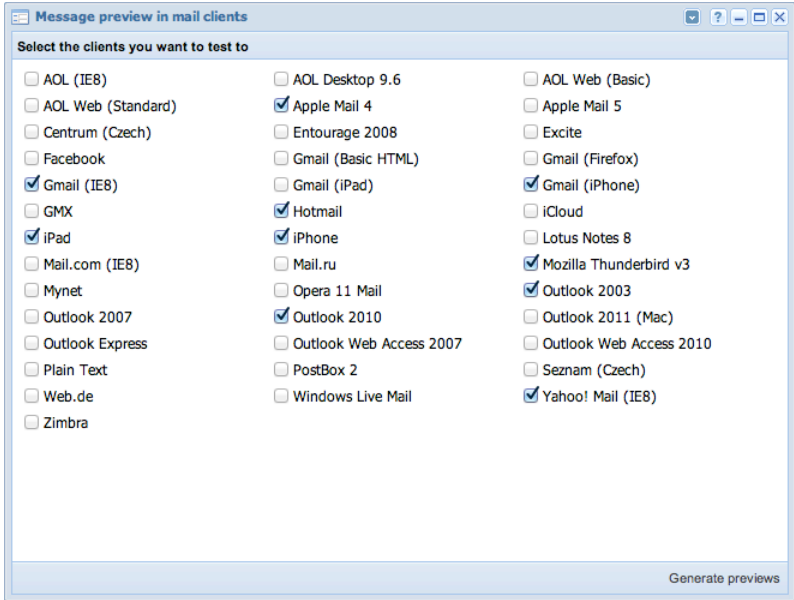 Message preview in mail clients
?
Select the clients you want to test to
AOL (IE8) AOL Desktop 9.6 AOL Web (Basic)
AOL Web (Standard) Apple Mail 4 Apple Mail 5
Centrum (Czech) Entourage 2008 Excite
Facebook Gmail (Basic HTML) Gmail (Firefox)
Gmail (IE8) Gmail (iPad) Gmail (iPhone)
GMX Hotmail iCloud
iPad iPhone Lotus Notes 8
Mail.com (IE8) Mail.ru Mozilla Thunderbird v3
Mynet Opera 11 Mail Outlook 2003
Outlook 2007 Outlook 2010 Outlook 2011 (Mac)
Outlook Express Outlook Web Access 2007 Outlook Web Access 2010
Plain Text PostBox 2 Seznam (Czech)
Web.de Windows Live Mail Yahoo! Mail (IE8)
Zimbra
Generate previews